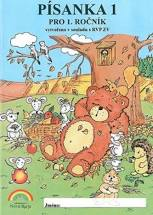 PÍSANKA 1
PRO 1. ROČNÍK
vytvořeno v souladu s RVP ZV
Jméno: